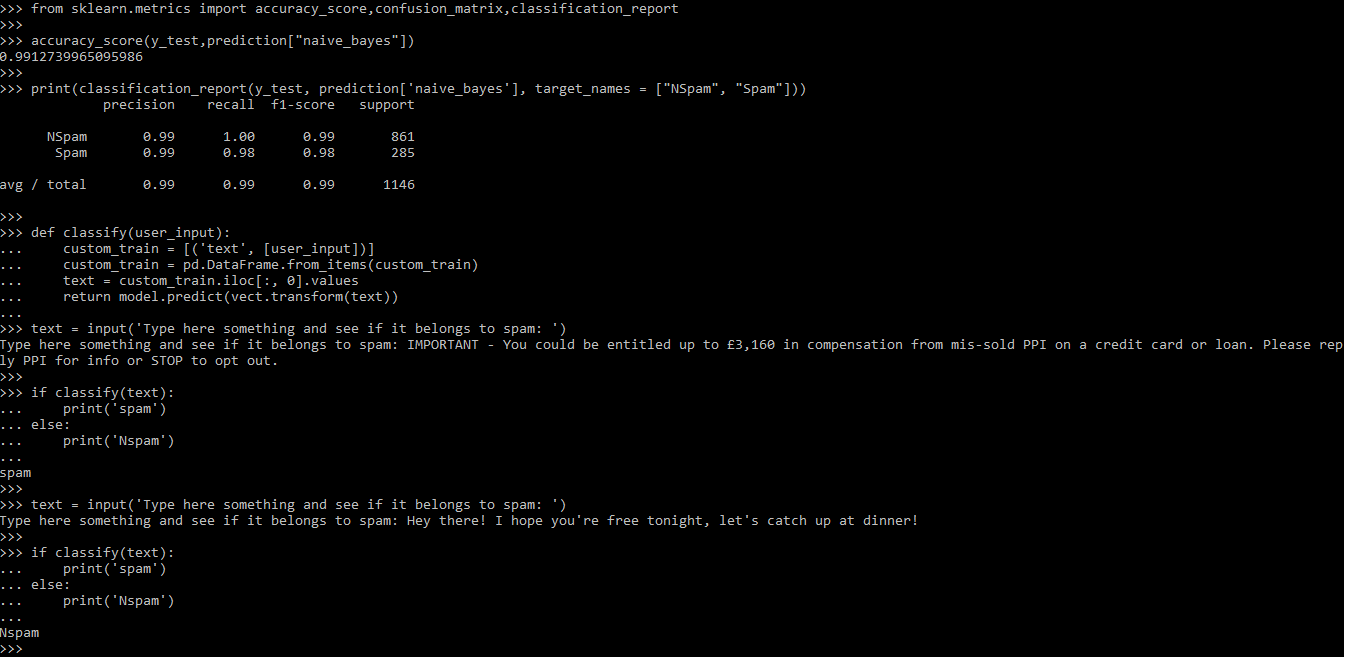 >>> from sklearn.metrics import accuracy_score,confusion_matrix,classification_report
>>>
>>> accuracy_score(y_test,prediction["naive_bayes"])
0.9912739965095986
>>>
>>> print(classification_report(y_test, prediction['naive_bayes'], target_names = ["NSpam", "Spam"]))
             precision    recall  f1-score   support

      NSpam       0.99      1.00      0.99       861
       Spam       0.99      0.98      0.98       285

avg / total       0.99      0.99      0.99      1146

>>>
>>> def classify(user_input):
...     custom_train = [('text', [user_input])]
...     custom_train = pd.DataFrame.from_items(custom_train)
...     text = custom_train.iloc[:, 0].values
...     return model.predict(vect.transform(text))
...
>>> text = input('Type here something and see if it belongs to spam: ')
Type here something and see if it belongs to spam: IMPORTANT - You could be entitled up to £3,160 in compensation from mis-sold PPI on a credit card or loan. Please rep
ly PPI for info or STOP to opt out.
>>>
>>> if classify(text):
...     print('spam')
... else:
...     print('Nspam')
...
spam
>>>
>>> text = input('Type here something and see if it belongs to spam: ')
Type here something and see if it belongs to spam: Hey there! I hope you're free tonight, let's catch up at dinner!
>>>
>>> if classify(text):
...     print('spam')
... else:
...     print('Nspam')
...
Nspam
>>>